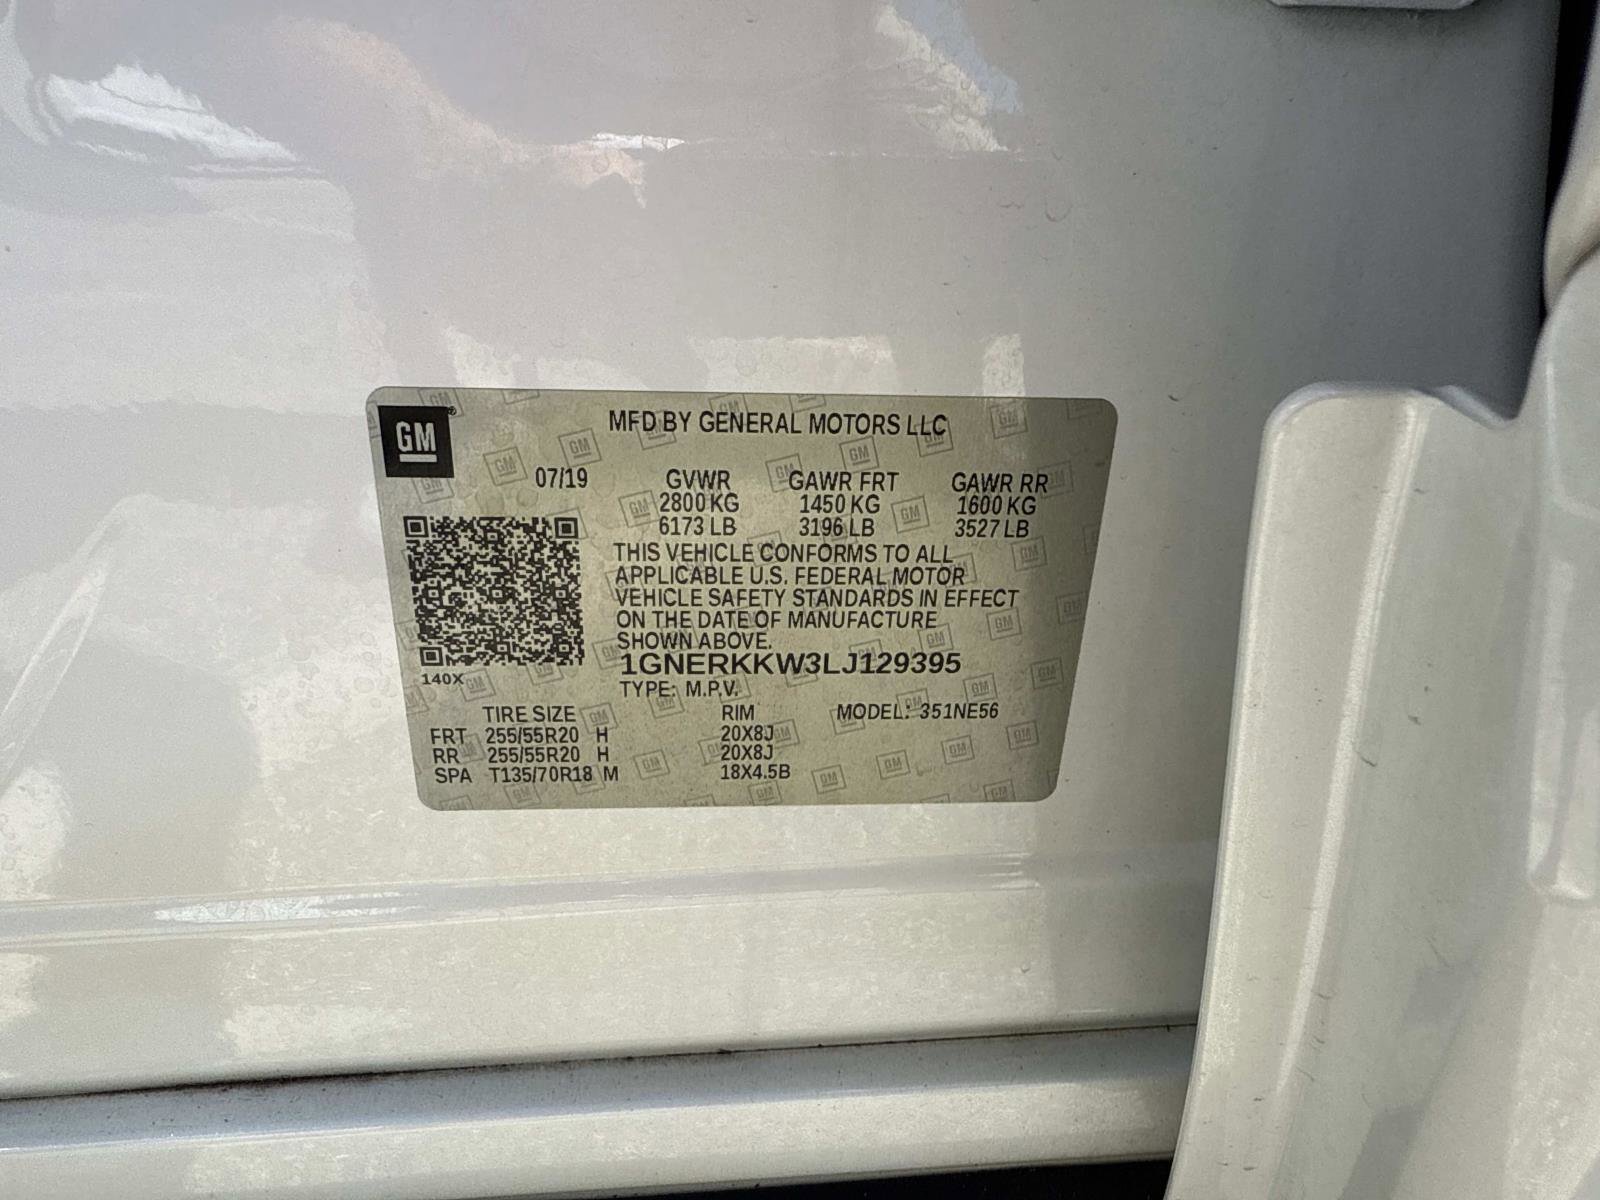 GM
MFD BY GENERAL MOTORS LLC
07/19 GVWR GAWR FRT GAWR RR
2800 KG 1450 KG 1600 KG
6173 LB 3196 LB 3527 LB
THIS VEHICLE CONFORMS TO ALL
APPLICABLE U.S. FEDERAL MOTOR
VEHICLE SAFETY STANDARDS IN EFFECT
ON THE DATE OF MANUFACTURE
SHOWN ABOVE.
1GNERKKW3LJ129395
140X
TYPE: M.P.V.
TIRE SIZE RIM MODEL: 351NE56
FRT 255/55R20 H 20X8J
RR 255/55R20 H 20X8J
SPA T135/70R18 M 18X4.5B